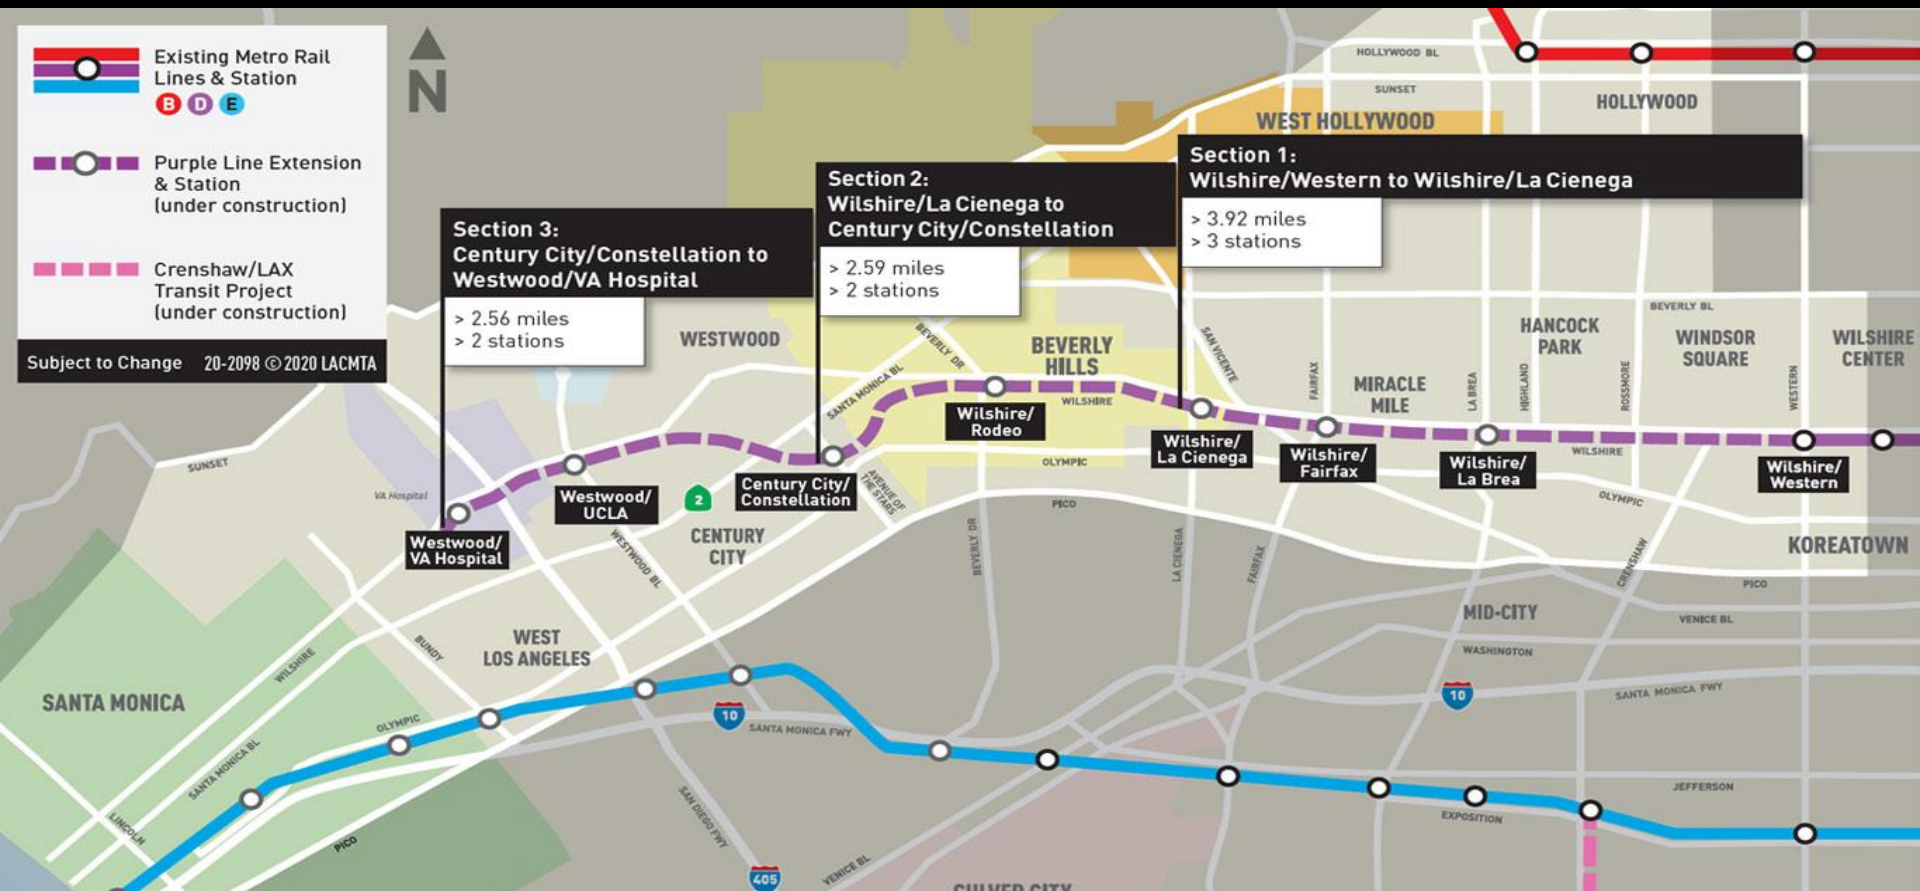 Existing Metro Rail
Lines & Station
B D E
Purple Line Extension
& Station
(under construction)
Crenshaw/LAX
Transit Project
(under construction)
Subject to Change 20-2098 ©2020 LACMTA
N
Section 3:
Century City/Constellation to
Westwood/VA Hospital
> 2.56 miles
> 2 stations
Section 2:
Wilshire/La Cienega to
Century City/Constellation
> 2.59 miles
> 2 stations
Section 1:
Wilshire/Western to Wilshire/La Cienega
> 3.92 miles
> 3 stations
HOLLYWOOD BL
SUNSET
HOLLYWOOD
WEST HOLLYWOOD
BEVERLY BL
WESTWOOD
BEVERLY DR
BEVERLY
HILLS
SAN VICENTE
HANCOCK
PARK
WINDSOR
SQUARE
WILSHIRE
CENTER
SANTA MONICA BL
WILSHIRE
FAIRFAX
MIRACLE
MILE
LA BREA
HIGHLAND
ROSSMORE
WESTERN
Wilshire/
Rodeo
Wilshire/
La Cienega
Wilshire/
Fairfax
Wilshire/
La Brea
WILSHIRE
Wilshire/
Western
SUNSET
VA Hospital
Westwood/
VA Hospital
Westwood/
UCLA
2
Century City/
Constellation
AVENUE OF
THE STARS
OLYMPIC
PICO
OLYMPIC
CENTURY
CITY
WESTWOOD BL
BEVERLY DR
LA CIENEGA
FAIRFAX
CRENSHAW
KOREATOWN
PICO
MID-CITY
VENICE BL
WASHINGTON
WEST
LOS ANGELES
BUNDY
WILSHIRE
SANTA MONICA
OLYMPIC
SANTA MONICA BL
LINCOLN
PICO
10
SANTA MONICA FWY
10
SANTA MONICA FWY
SAN DIEGO FWY
JEFFERSON
EXPOSITION
405
VENICE BL
CULVER CITY